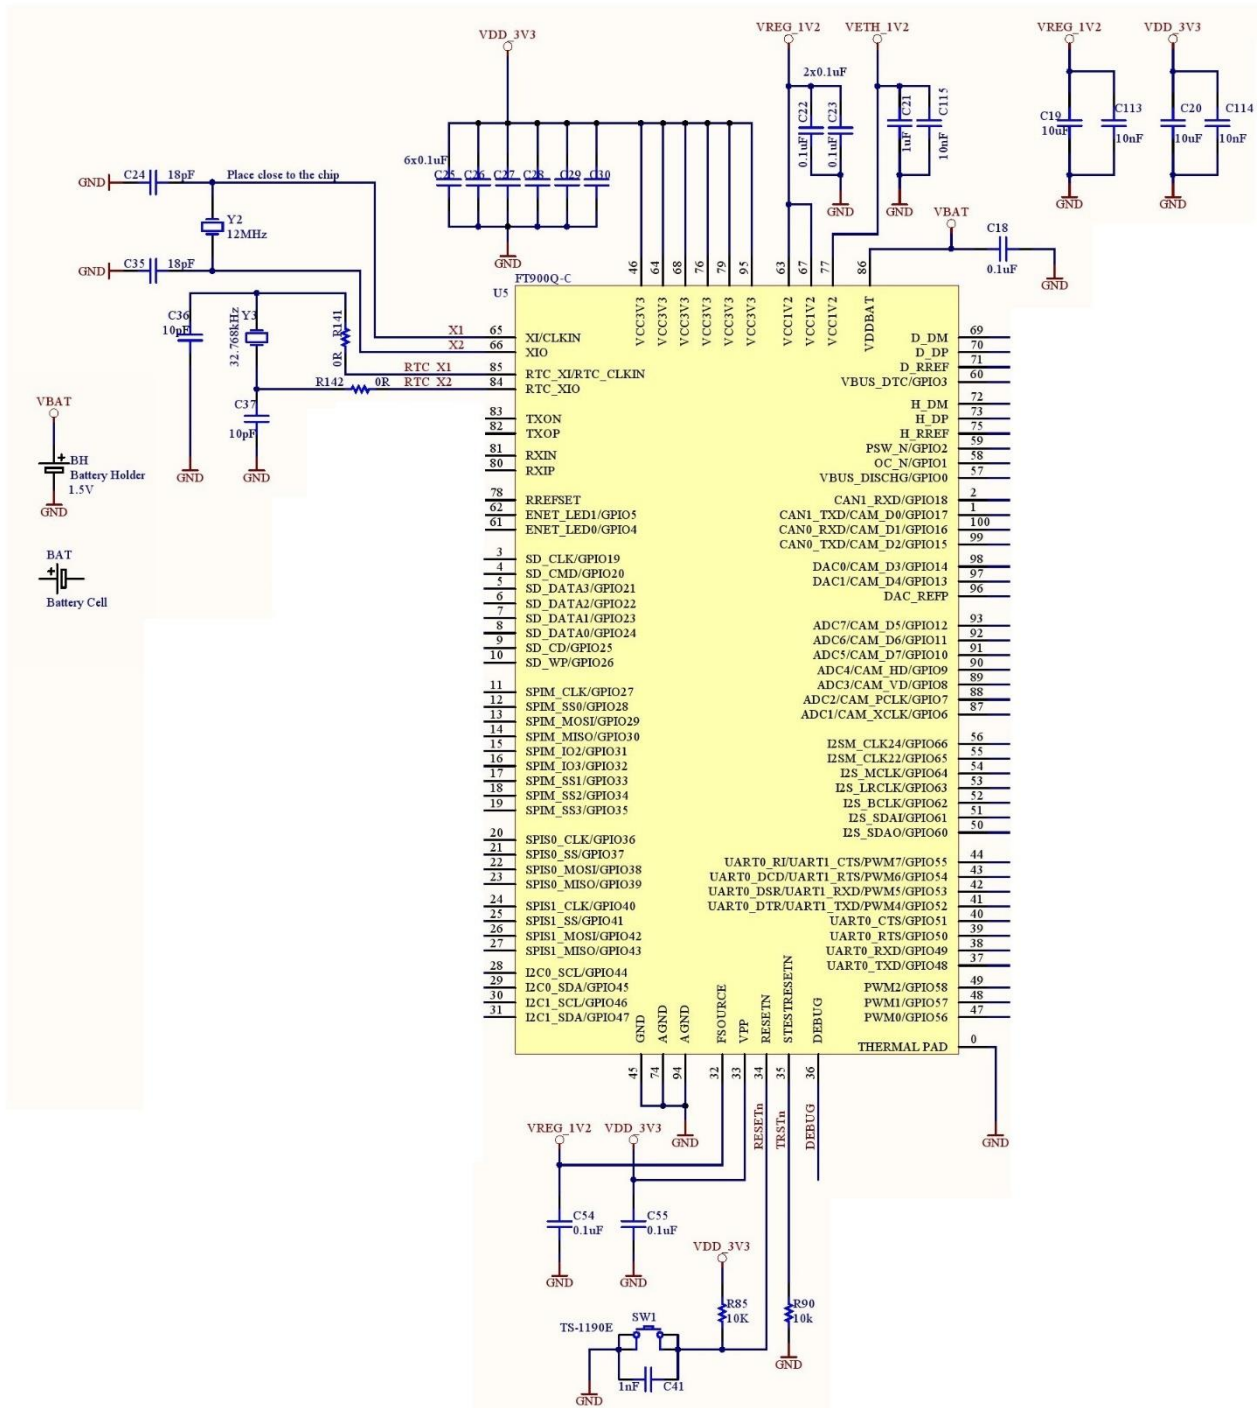 VDD_3V3
VREG_1V2
VETH_1V2
VREG_1V2
VDD_3V3
2x0.1uF
C22
0.1uF
C23
0.1uF
C21
1uF
C115
10nF
C19
10uF
C113
10nF
C20
10uF
C114
10nF
GND
GND
GND
GND
6x0.1uF
C25
C26
C27
C28
C29
C30
GND
GND
C24
18pF
Place close to the chip
Y2
12MHz
GND
C35
18pF
VBAT
C18
0.1uF
GND
C36
10pF
Y3
32.768kHz
R141
0R
R142
0R
C37
10pF
GND
GND
X1
X2
RTC_X1
RTC_X2
VBAT
+
BH
Battery Holder
1.5V
GND
BAT
+
Battery Cell
FT900Q-C
U5
46
64
68
76
79
95
63
67
77
86
VCC3V3
VCC3V3
VCC3V3
VCC3V3
VCC3V3
VCC3V3
VCC1V2
VCC1V2
VCC1V2
VDDBAT
65 XI/CLKIN
66 XIO
85 RTC_XI/RTC_CLKIN
84 RTC_XIO
83 TXON
82 TXOP
81 RXIN
80 RXIP
78 RREFSET
62 ENET_LED1/GPIO5
61 ENET_LED0/GPIO4
3 SD_CLK/GPIO19
4 SD_CMD/GPIO20
5 SD_DATA3/GPIO21
6 SD_DATA2/GPIO22
7 SD_DATA1/GPIO23
8 SD_DATA0/GPIO24
9 SD_CD/GPIO25
10 SD_WP/GPIO26
11 SPIM_CLK/GPIO27
12 SPIM_SS0/GPIO28
13 SPIM_MOSI/GPIO29
14 SPIM_MISO/GPIO30
15 SPIM_IO2/GPIO31
16 SPIM_IO3/GPIO32
17 SPIM_SS1/GPIO33
18 SPIM_SS2/GPIO34
19 SPIM_SS3/GPIO35
20 SPIS0_CLK/GPIO36
21 SPIS0_SS/GPIO37
22 SPIS0_MOSI/GPIO38
23 SPIS0_MISO/GPIO39
24 SPIS1_CLK/GPIO40
25 SPIS1_SS/GPIO41
26 SPIS1_MOSI/GPIO42
27 SPIS1_MISO/GPIO43
28 I2C0_SCL/GPIO44
29 I2C0_SDA/GPIO45
30 I2C1_SCL/GPIO46
31 I2C1_SDA/GPIO47
D_DM 69
D_DP 70
D_RREF 71
VBUS_DTC/GPIO3 60
H_DM 72
H_DP 73
H_RREF 75
PSW_N/GPIO2 59
OC_N/GPIO1 58
VBUS_DISCHG/GPIO0 57
CAN1_RXD/GPIO18 2
CAN1_TXD/CAM_D0/GPIO17 1
CAN0_RXD/CAM_D1/GPIO16 100
CAN0_TXD/CAM_D2/GPIO15 99
DAC0/CAM_D3/GPIO14 98
DAC1/CAM_D4/GPIO13 97
DAC_REFP 96
ADC7/CAM_D5/GPIO12 93
ADC6/CAM_D6/GPIO11 92
ADC5/CAM_D7/GPIO10 91
ADC4/CAM_HD/GPIO9 90
ADC3/CAM_VD/GPIO8 89
ADC2/CAM_PCLK/GPIO7 88
ADC1/CAM_XCLK/GPIO6 87
I2SM_CLK24/GPIO66 56
I2SM_CLK22/GPIO65 55
I2S_MCLK/GPIO64 54
I2S_LRCLK/GPIO63 53
I2S_BCLK/GPIO62 52
I2S_SDAI/GPIO61 51
I2S_SDAO/GPIO60 50
UART0_RI/UART1_CTS/PWM7/GPIO55 44
UART0_DCD/UART1_RTS/PWM6/GPIO54 43
UART0_DSR/UART1_RXD/PWM5/GPIO53 42
UART0_DTR/UART1_TXD/PWM4/GPIO52 41
UART0_CTS/GPIO51 40
UART0_RTS/GPIO50 39
UART0_RXD/GPIO49 38
UART0_TXD/GPIO48 37
PWM2/GPIO58 49
PWM1/GPIO57 48
PWM0/GPIO56 47
THERMAL PAD 0
GND
AGND
AGND
FSOURCE
VPP
RESETN
STESTRESETN
DEBUG
45
74
94
32
33
34
35
36
RESETn
TRSTn
DEBUG
GND
GND
VREG_1V2
VDD_3V3
C54
0.1uF
C55
0.1uF
GND
GND
VDD_3V3
R85
10K
R90
10k
SW1
TS-1190E
GND
1nF
C41
GND